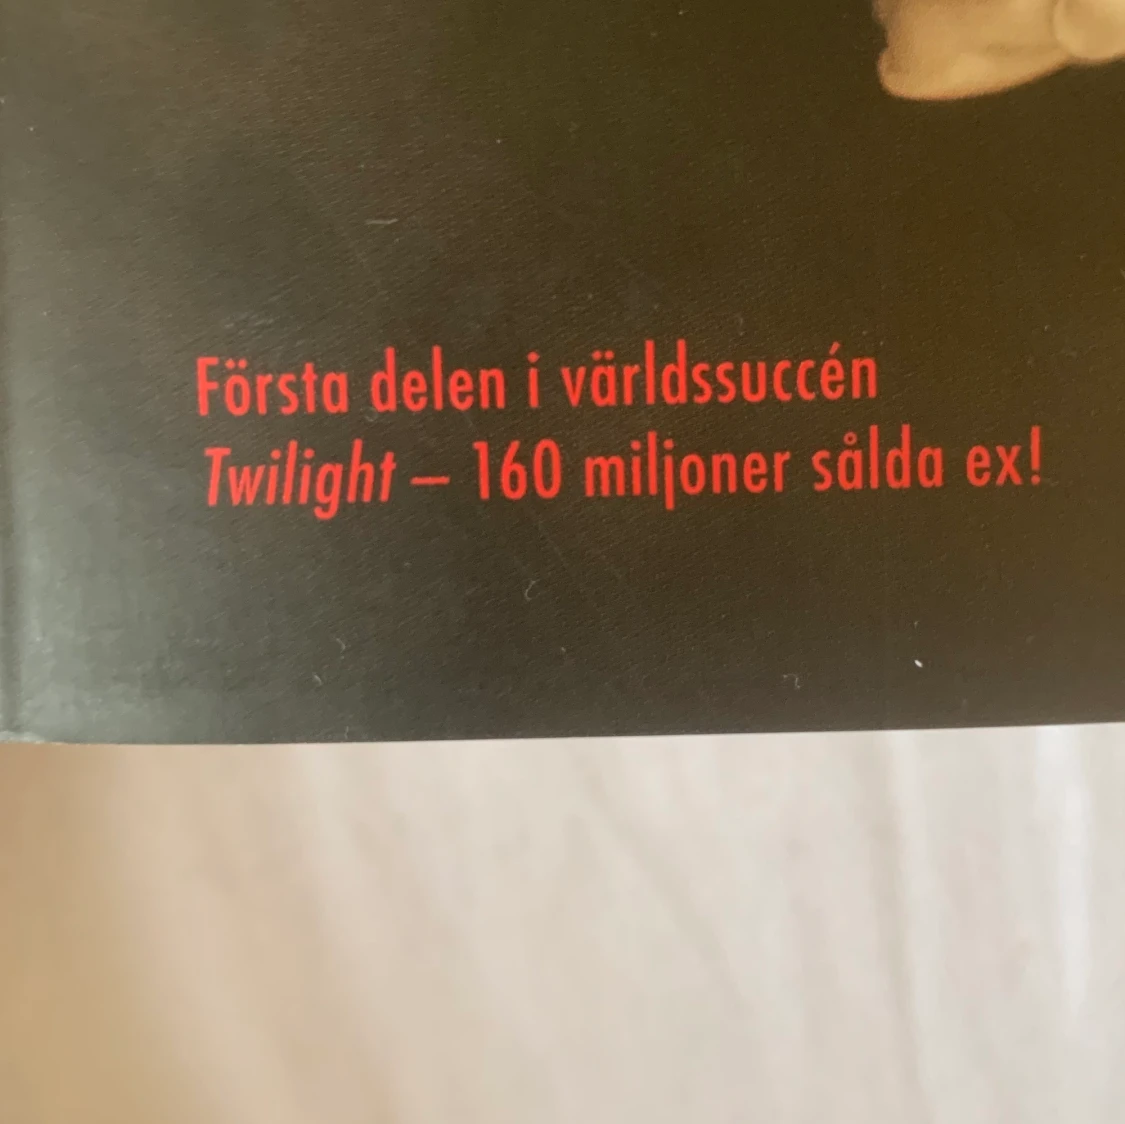 Första delen i världssuccén
Twilight – 160 miljoner sålda ex!